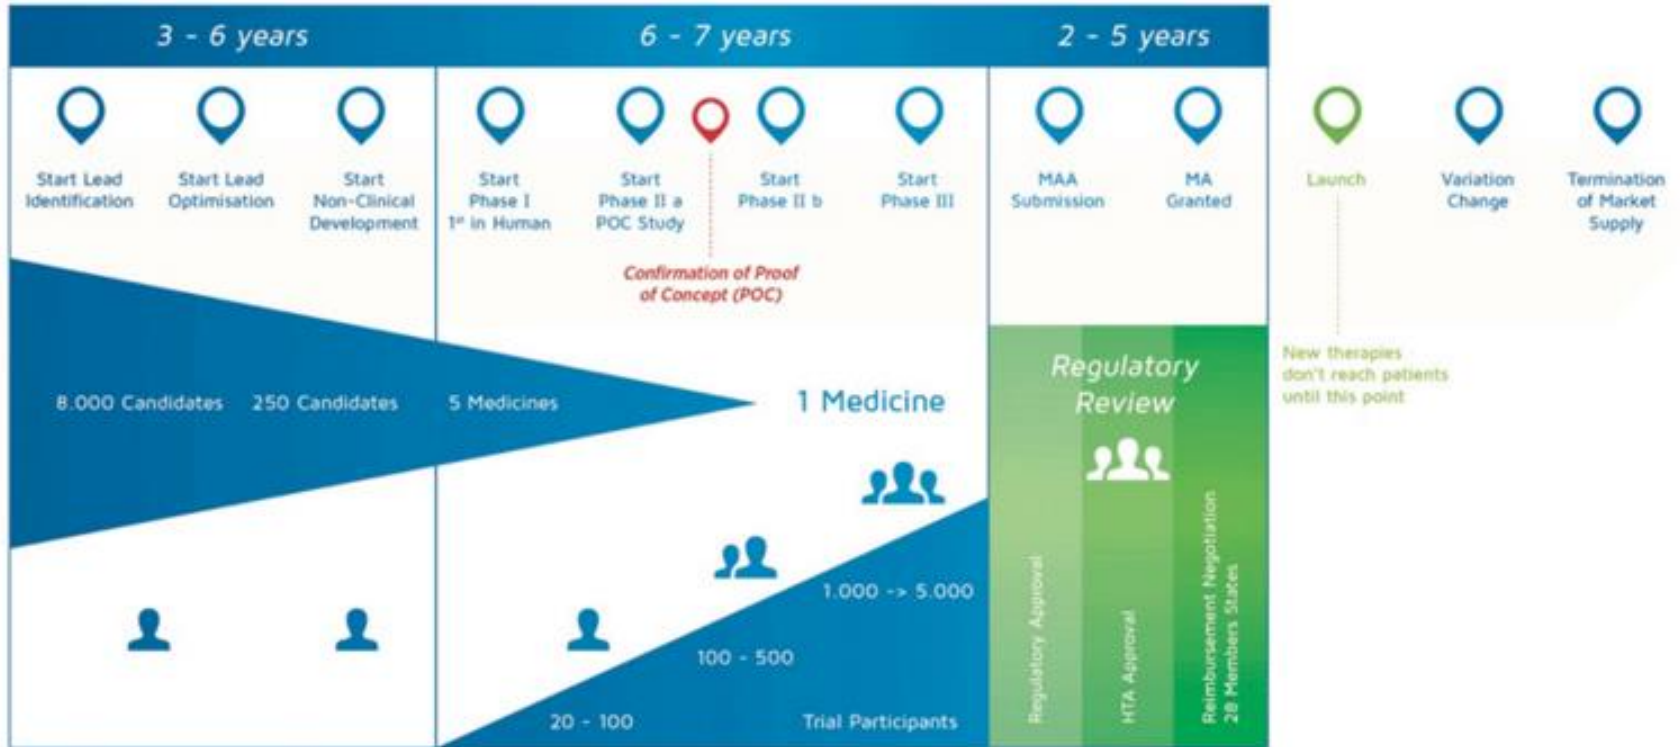 3 - 6 years
6 - 7 years
2 - 5 years
Start Lead
Identification
Start Lead
Optimisation
Start
Non-Clinical
Development
Start
Phase I
1st in Human
Start
Phase II a
POC Study
Start
Phase II b
Start
Phase III
MAA
Submission
MA
Granted
Launch
Variation
Change
Termination
of Market
Supply
Confirmation of Proof
of Concept (POC)
New therapies
don't reach patients
until this point
8.000 Candidates
250 Candidates
5 Medicines
1 Medicine
Regulatory
Review
20 - 100
100 - 500
1.000 -> 5.000
Trial Participants
Regulatory Approval
HTA Approval
Reimbursement Negotiation
28 Members States